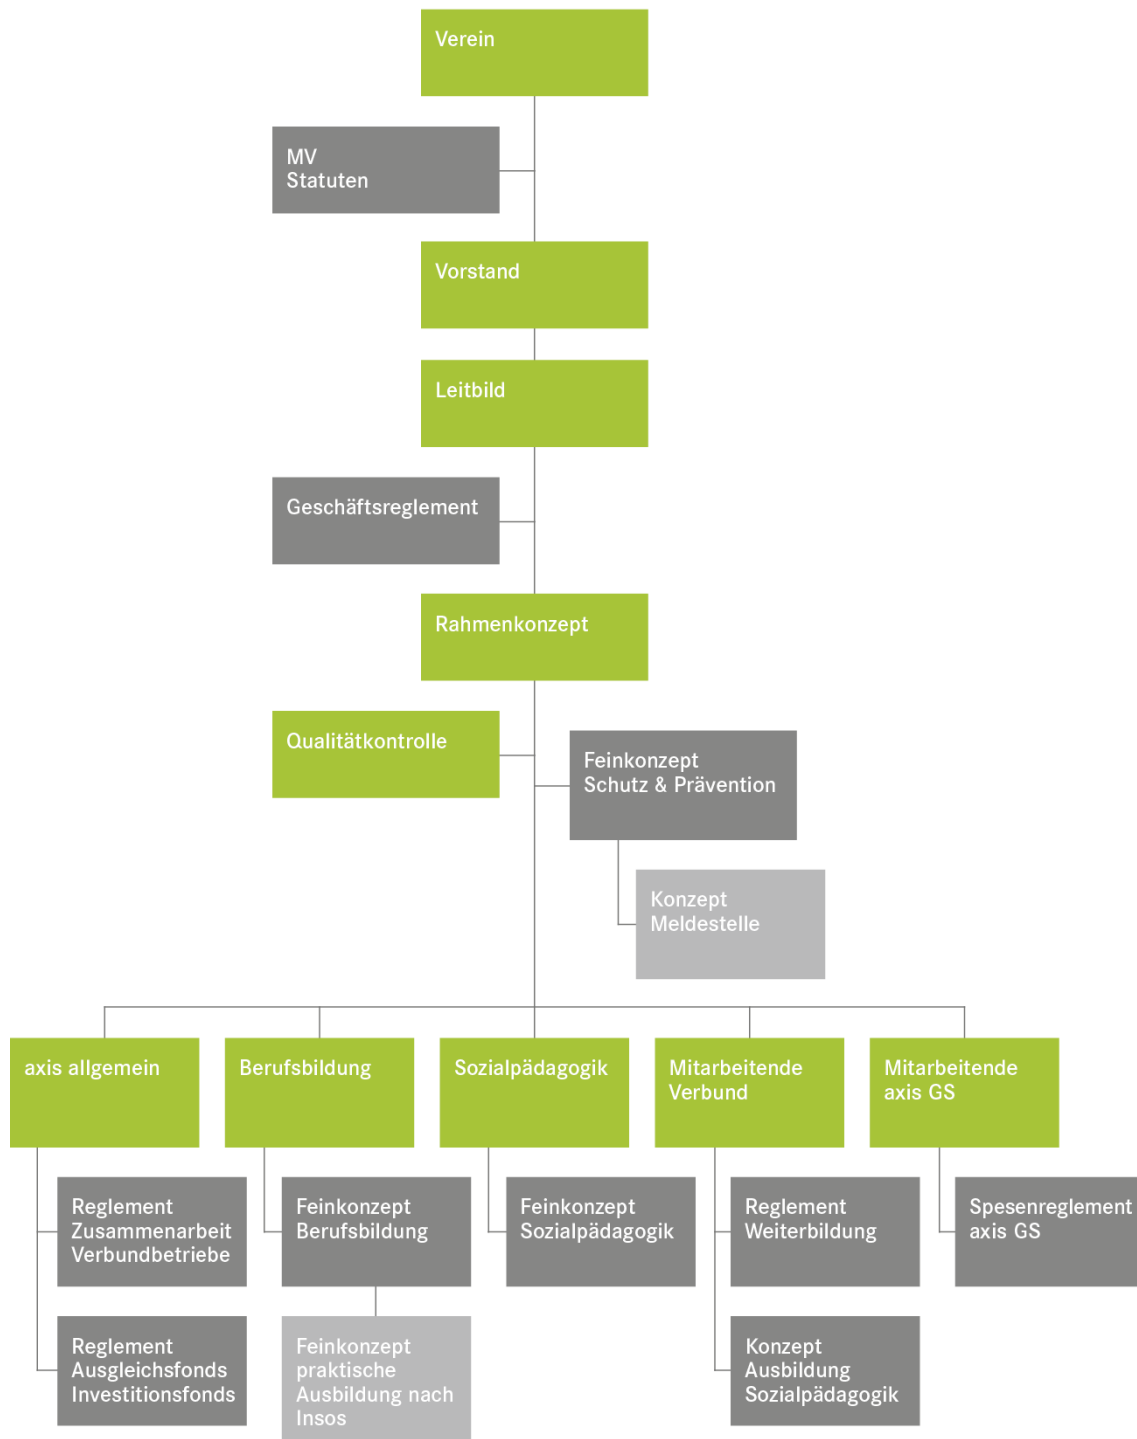 Verein
MV
Statuten
Vorstand
Leitbild
Geschäftsreglement
Rahmenkonzept
Qualitätkontrolle
Feinkonzept
Schutz & Prävention
Konzept
Meldestelle
axis allgemein
Berufsbildung
Sozialpädagogik
Mitarbeitende
Verbund
Mitarbeitende
axis GS
Reglement
Zusammenarbeit
Verbundbetriebe
Feinkonzept
Berufsbildung
Feinkonzept
Sozialpädagogik
Reglement
Weiterbildung
Spesenreglement
axis GS
Reglement
Ausgleichsfonds
Investitionsfonds
Feinkonzept
praktische
Ausbildung nach
Insos
Konzept
Ausbildung
Sozialpädagogik